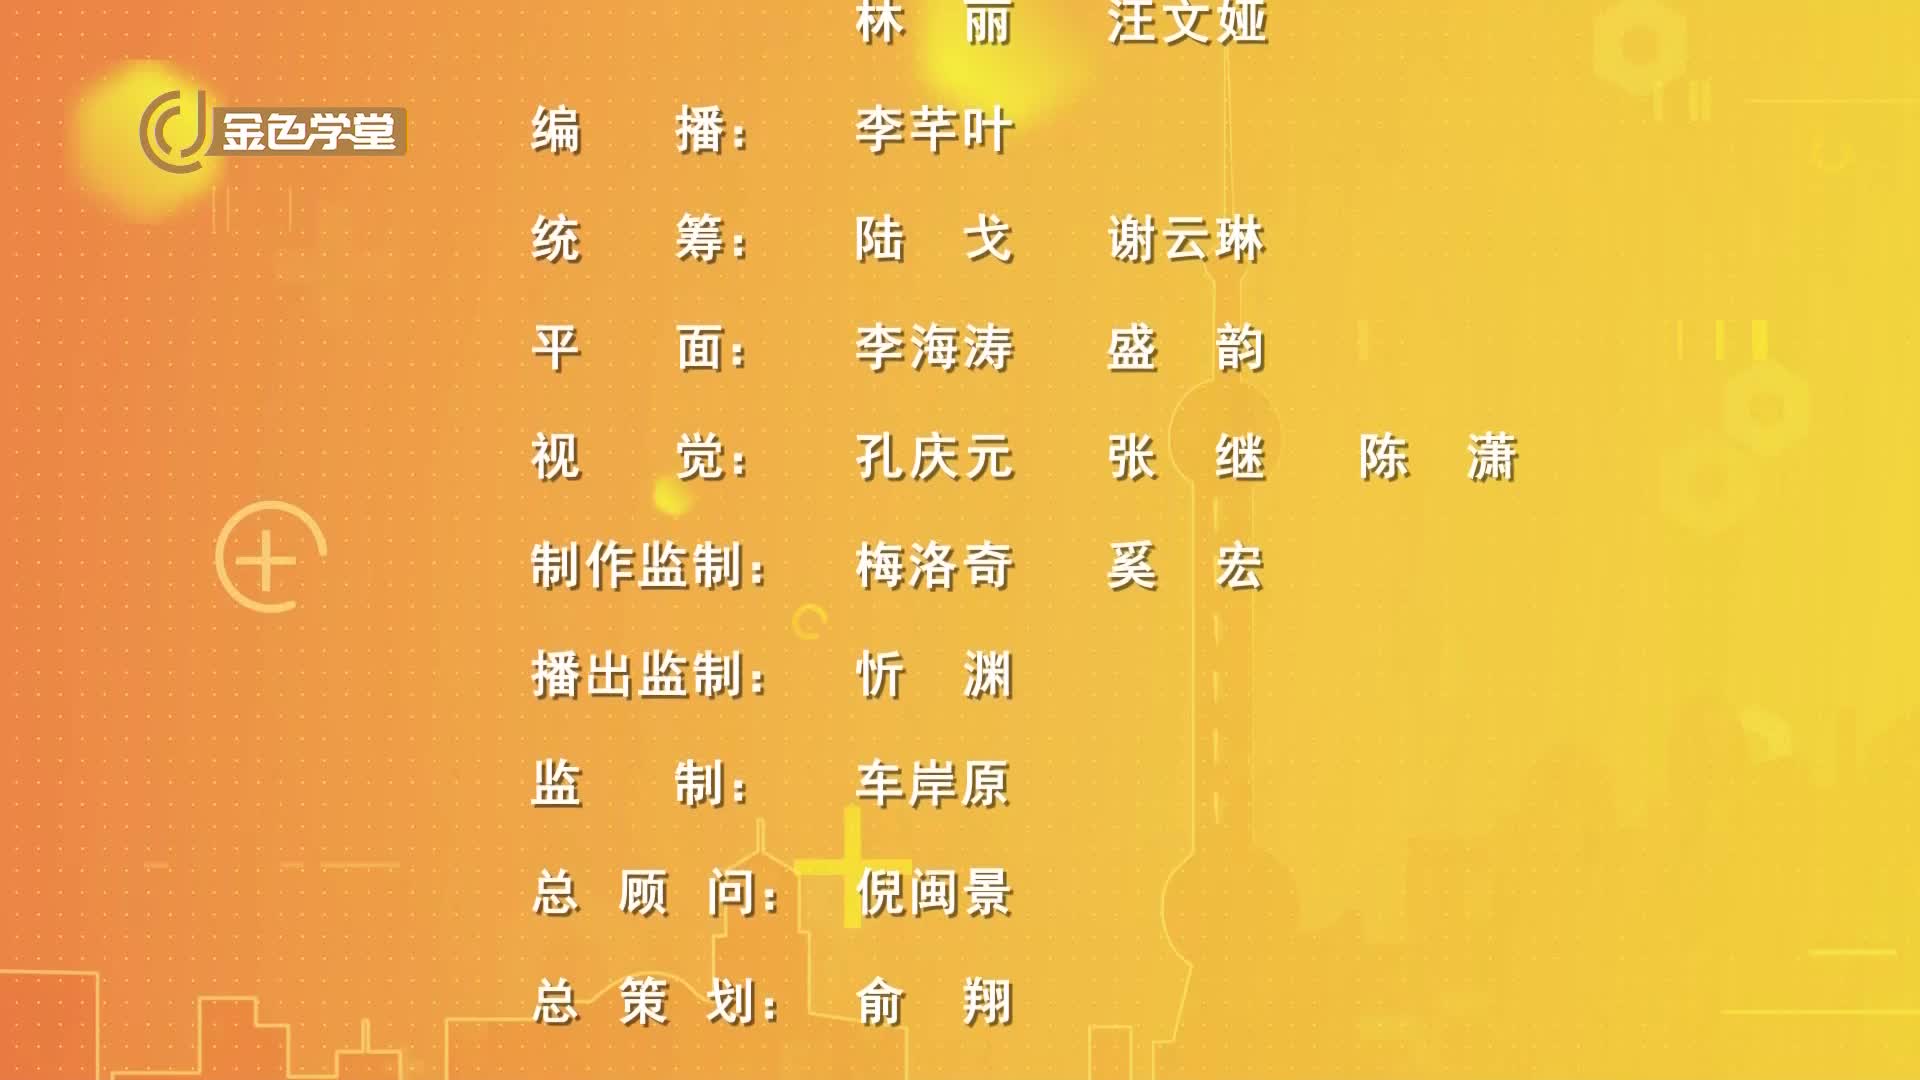 林　丽　汪文娅
金色学堂
编　播：　李芊叶
统　筹：　陆　戈　谢云琳
平　面：　李海涛　盛　韵
视　觉：　孔庆元　张　继　陈　潇
制作监制：　梅洛奇　奚　宏
播出监制：　忻　渊
监　制：　车岸原
总 顾 问：　倪闽景
总 策 划：　俞　翔